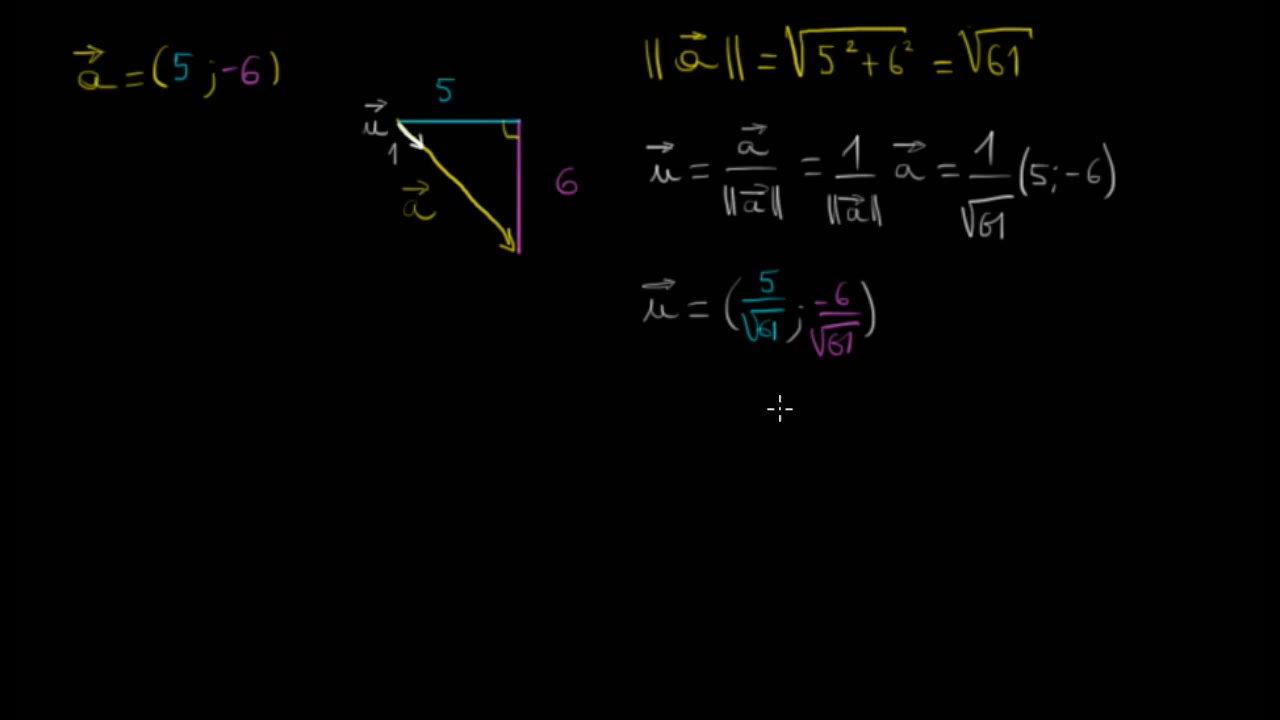 a⃗ = (5 ; -6)
5
u⃗
1
a⃗
6
||a⃗|| = √(5² + 6²) = √61
u⃗ = a⃗/||a⃗|| = 1/||a⃗|| a⃗ = 1/√61 (5 ; -6)
u⃗ = (5/√61 ; -6/√61)